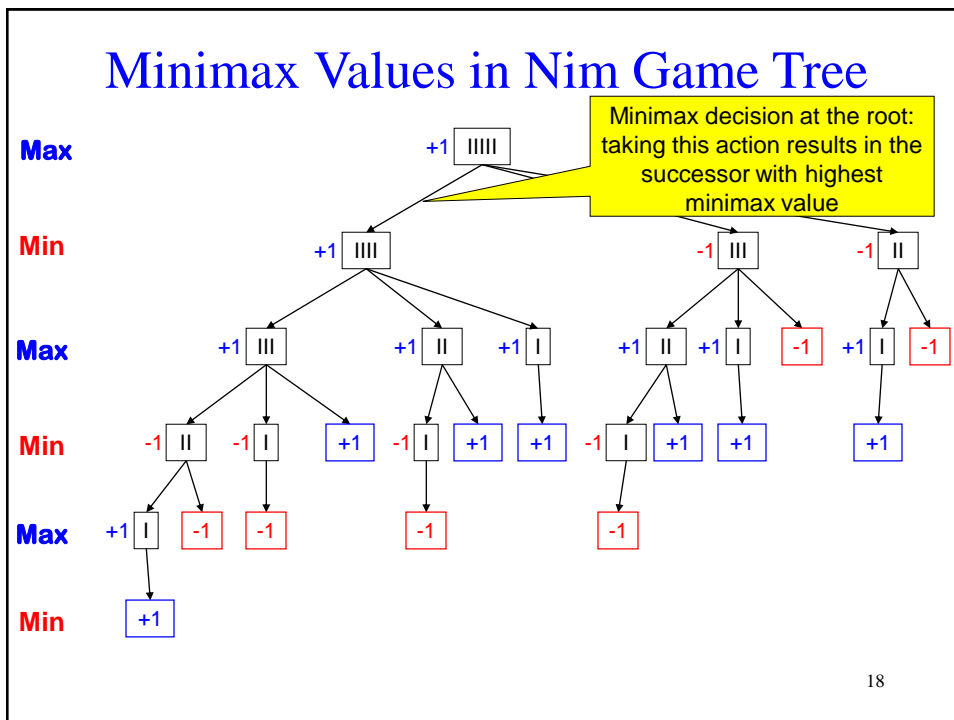 Minimax Values in Nim Game Tree
Minimax decision at the root:
taking this action results in the
successor with highest
minimax value
Max +1 IIIII
Min +1 IIII -1 III -1 II
Max +1 III +1 II +1 I +1 II +1 I -1 +1 I -1
Min -1 II -1 I +1 -1 I +1 +1 -1 I +1 +1 +1
Max +1 I -1 -1 -1 -1
Min +1
18